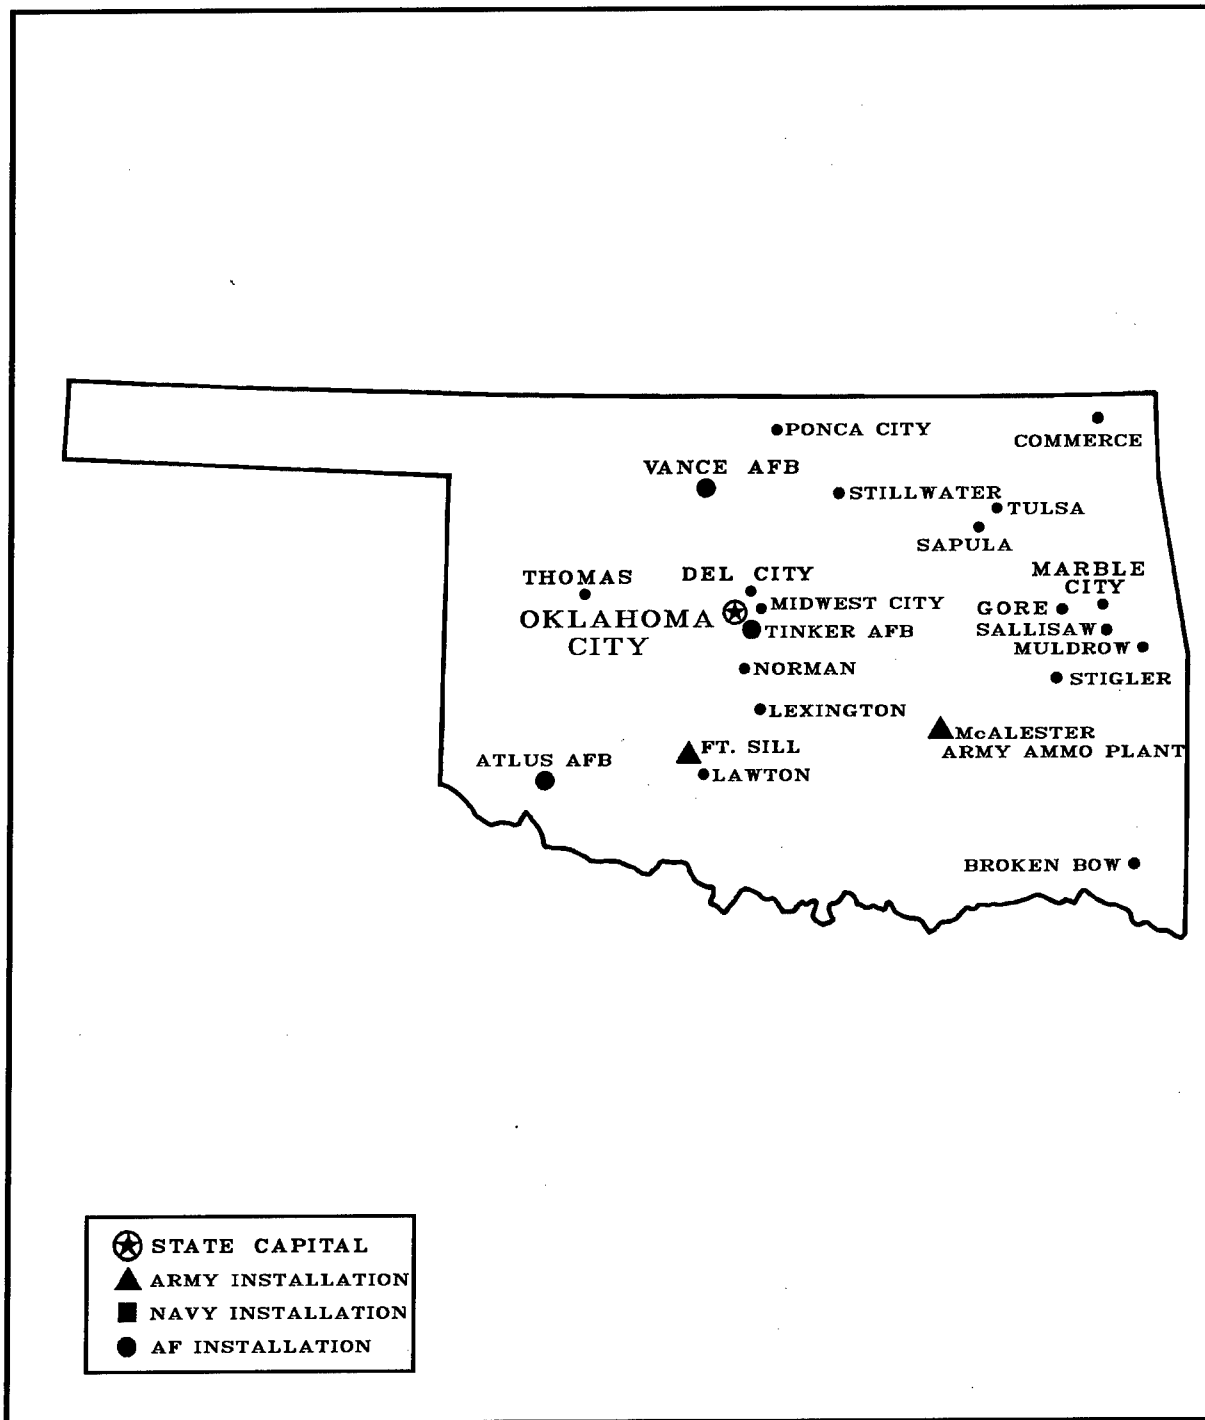 PONCA CITY
COMMERCE
VANCE AFB
STILLWATER
TULSA
SAPULA
THOMAS
DEL CITY
MARBLE
CITY
OKLAHOMA
CITY
MIDWEST CITY
GORE
TINKER AFB
SALLISAW
MULDROW
NORMAN
STIGLER
LEXINGTON
McALESTER
ARMY AMMO PLANT
FT. SILL
ATLUS AFB
LAWTON
BROKEN BOW
STATE CAPITAL
ARMY INSTALLATION
NAVY INSTALLATION
AF INSTALLATION